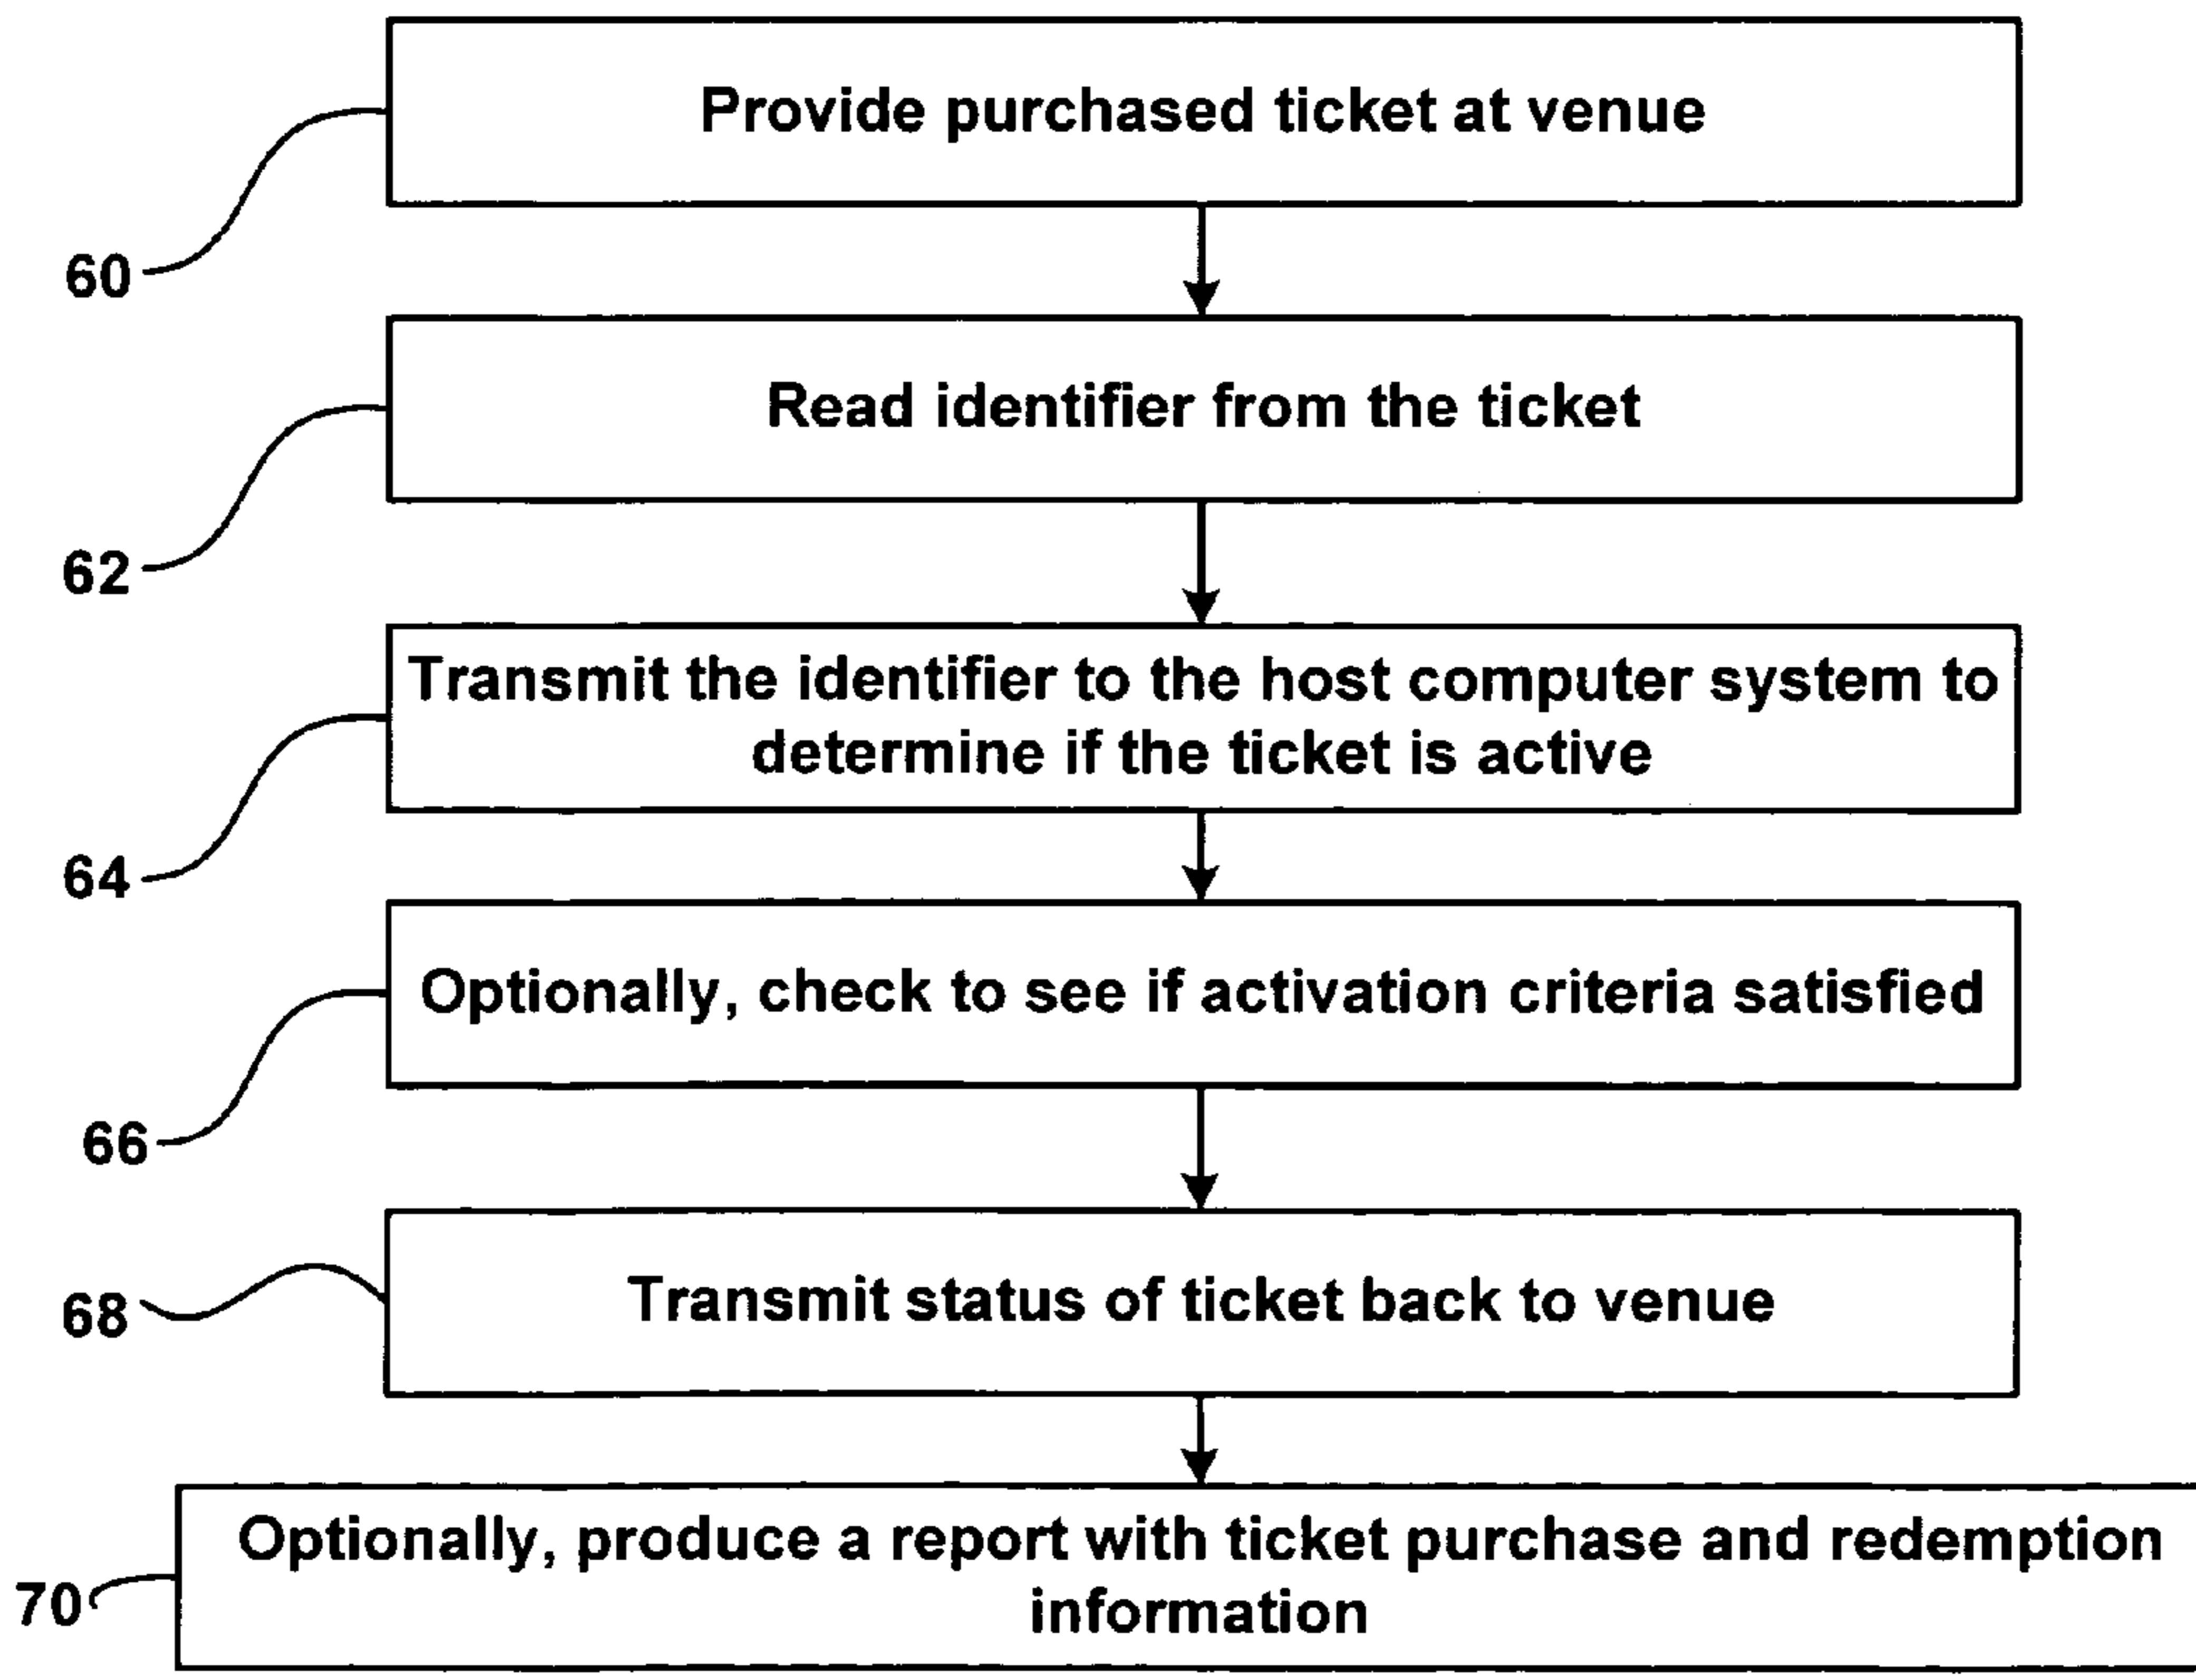 Provide purchased ticket at venue
60
Read identifier from the ticket
62
Transmit the identifier to the host computer system to
determine if the ticket is active
64
Optionally, check to see if activation criteria satisfied
66
Transmit status of ticket back to venue
68
Optionally, produce a report with ticket purchase and redemption
information
70